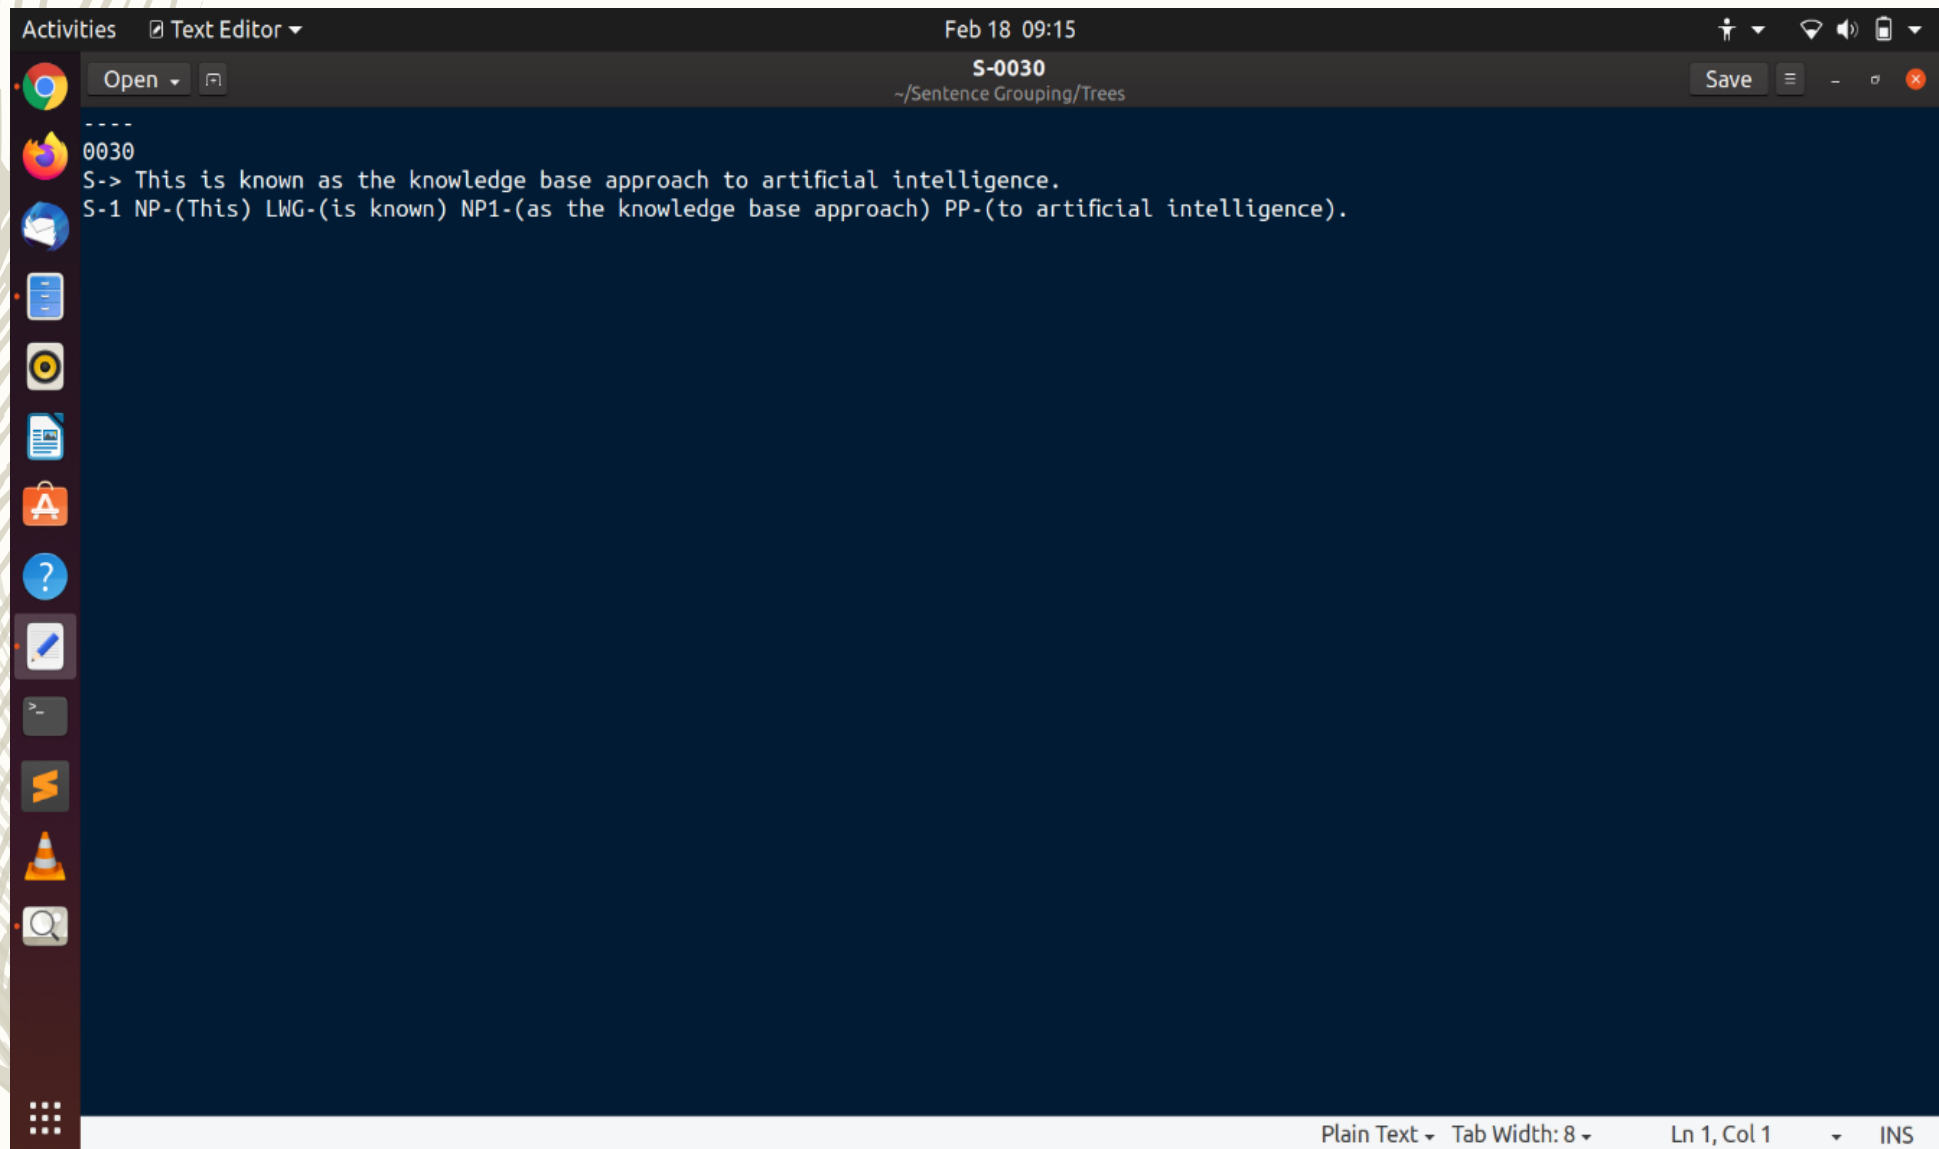 Activities Text Editor Feb 18 09:15
Open S-0030 Save
~/Sentence Grouping/Trees
----
0030
S-> This is known as the knowledge base approach to artificial intelligence.
S-1 NP-(This) LWG-(is known) NP1-(as the knowledge base approach) PP-(to artificial intelligence).
Plain Text Tab Width: 8 Ln 1, Col 1 INS